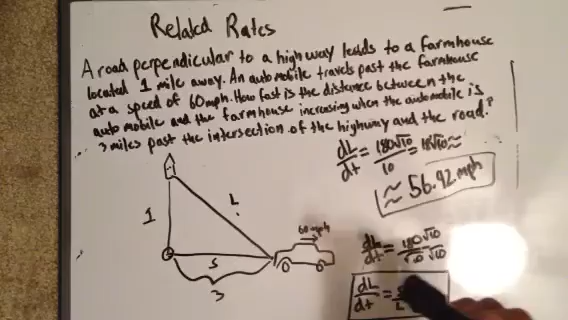 Related Rates
A road perpendicular to a highway leads to a farmhouse
located 1 mile away. An automobile travels past the farmhouse
at a speed of 60mph. How fast is the distance between the
automobile and the farmhouse increasing when the automobile is
3 miles past the intersection of the highway and the road?
dL/dt = 180√10/10 = 18√10 ≈
≈ 56.92 mph
1
L
S
3
60 mph
dL/dt = 180 √10/√10 √10
dL/dt =